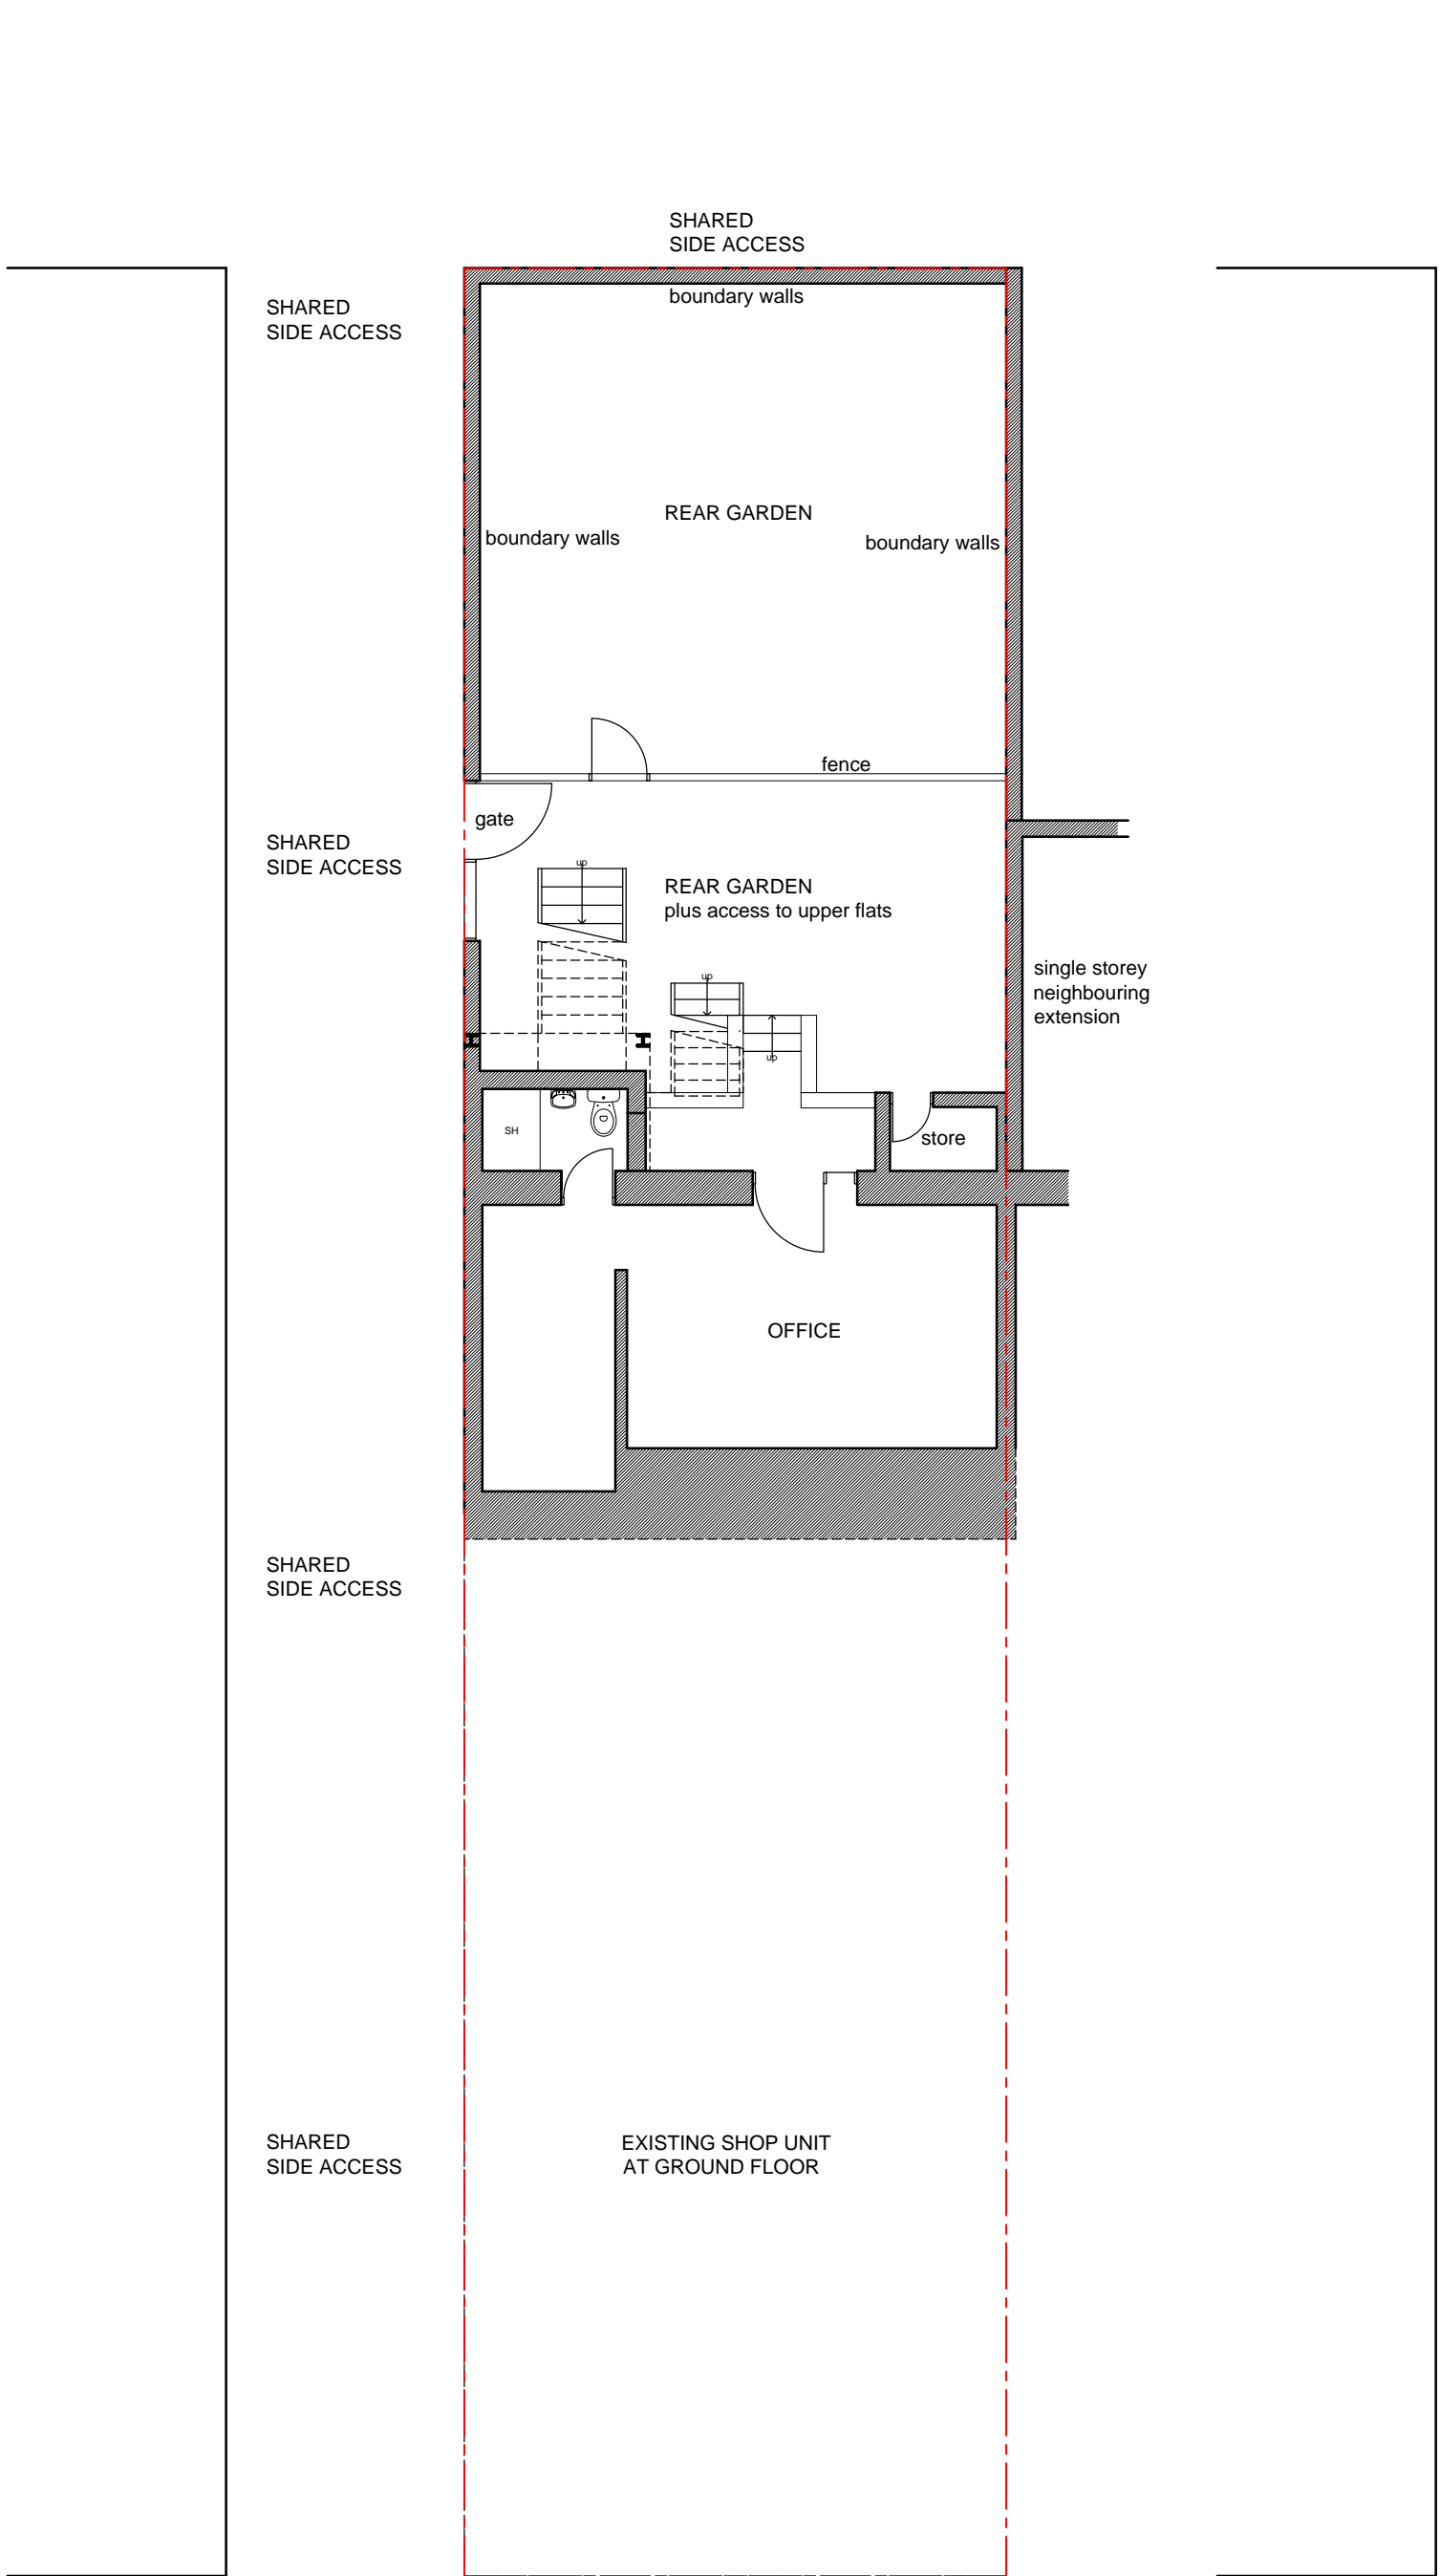 SHARED
SIDE ACCESS
SHARED
SIDE ACCESS
boundary walls
REAR GARDEN
boundary walls
boundary walls
fence
gate
SHARED
SIDE ACCESS
up
REAR GARDEN
plus access to upper flats
single storey
neighbouring
extension
up
up
SH
store
OFFICE
SHARED
SIDE ACCESS
SHARED
SIDE ACCESS
EXISTING SHOP UNIT
AT GROUND FLOOR